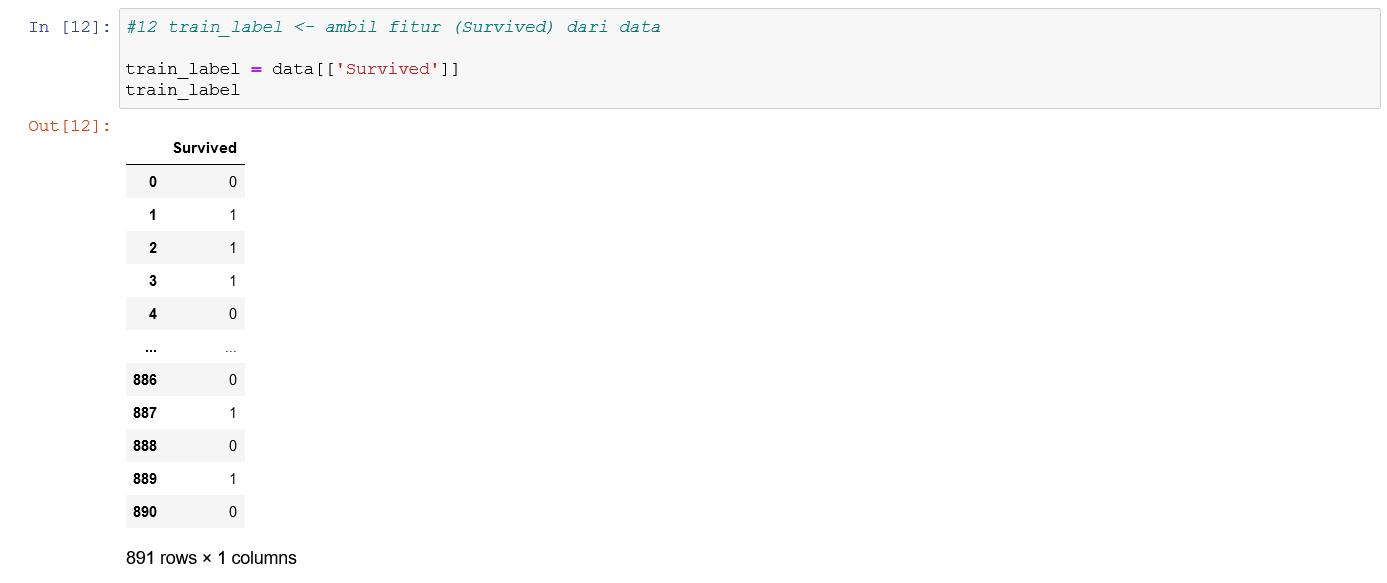 In [12]: #12 train_label <- ambil fitur (Survived) dari data
train_label = data[['Survived']]
train_label
Out[12]:
Survived
0 0
1 1
2 1
3 1
4 0
... ...
886 0
887 1
888 0
889 1
890 0
891 rows × 1 columns